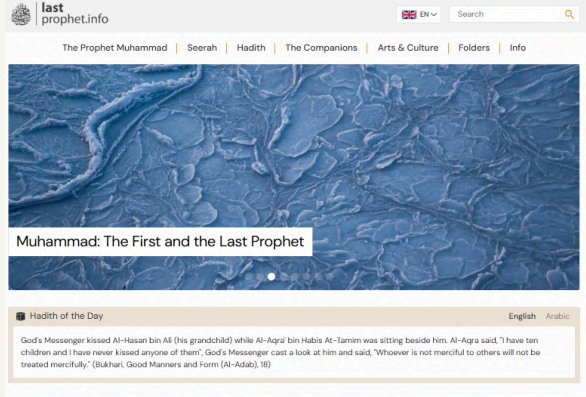 last
prophet.info
EN
Search
The Prophet Muhammad | Seerah | Hadith | The Companions | Arts & Culture | Folders | Info
Muhammad: The First and the Last Prophet
Hadith of the Day
English Arabic
God's Messenger kissed Al-Hasan bin Ali (his grandchild) while Al-Aqra' bin Habis At-Tamim was sitting beside him. Al-Aqra said, "I have ten
children and I have never kissed anyone of them", God's Messenger cast a look at him and said, "Whoever is not merciful to others will not be
treated mercifully." (Bukhari, Good Manners and Form (Al-Adab), 18)